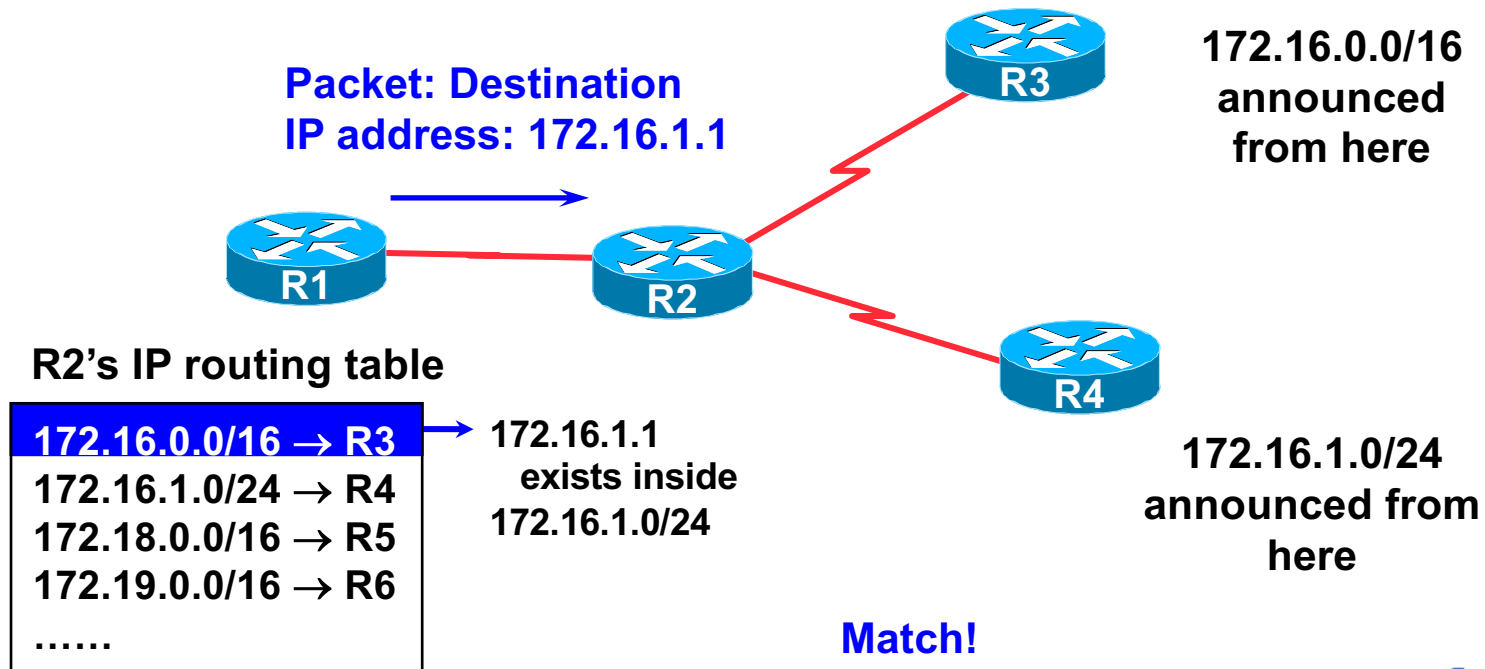 Packet: Destination
IP address: 172.16.1.1
R3
172.16.0.0/16
announced
from here
R1
R2
R4
172.16.1.0/24
announced from
here
R2’s IP routing table
172.16.0.0/16 → R3
172.16.1.0/24 → R4
172.18.0.0/16 → R5
172.19.0.0/16 → R6
……
172.16.1.1
exists inside
172.16.1.0/24
Match!